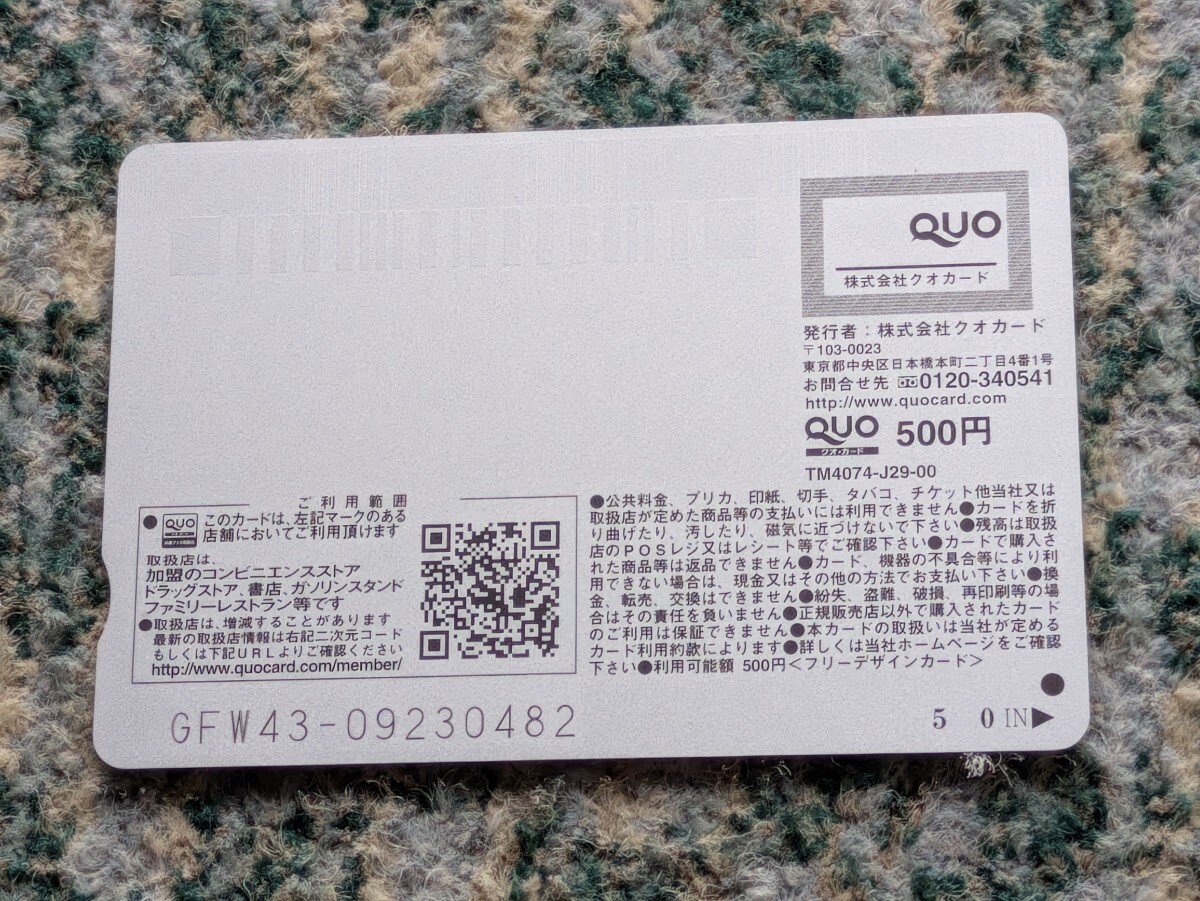 QUO
株式会社クオカード
発行者：株式会社クオカード
〒103-0023
東京都中央区日本橋本町二丁目4番1号
お問合せ先 0120-340541
http://www.quocard.com
QUO 500円
クオ・カード
TM4074-J29-00
ご利用範囲
●QUO このカードは、左記マークのある
店舗においてご利用頂けます
取扱店は、
加盟のコンビニエンスストア
ドラッグストア、書店、ガソリンスタンド
ファミリーレストラン等です
●取扱店は、増減することがあります
最新の取扱店情報は右記二次元コード
もしくは下記URLよりご確認ください
http://www.quocard.com/member/
●公共料金、プリカ、印紙、切手、タバコ、チケット他当社又は
取扱店が定めた商品等の支払いには利用できません●カードを折
り曲げたり、汚したり、磁気に近づけないで下さい●残高は取扱
店のPOSレジ又はレシート等でご確認下さい●カードで購入さ
れた商品等は返品できません●カード、機器の不具合等により利
用できない場合は、現金又はその他の方法でお支払い下さい●換
金、転売、交換はできません●紛失、盗難、破損、再印刷等の場
合はその責任を負いません●正規販売店以外で購入されたカード
のご利用は保証できません●本カードの取扱いは当社が定める
カード利用約款によります●詳しくは当社ホームページをご確認
下さい●利用可能額 500円＜フリーデザインカード＞
GFW43-09230482
5 0 IN▶